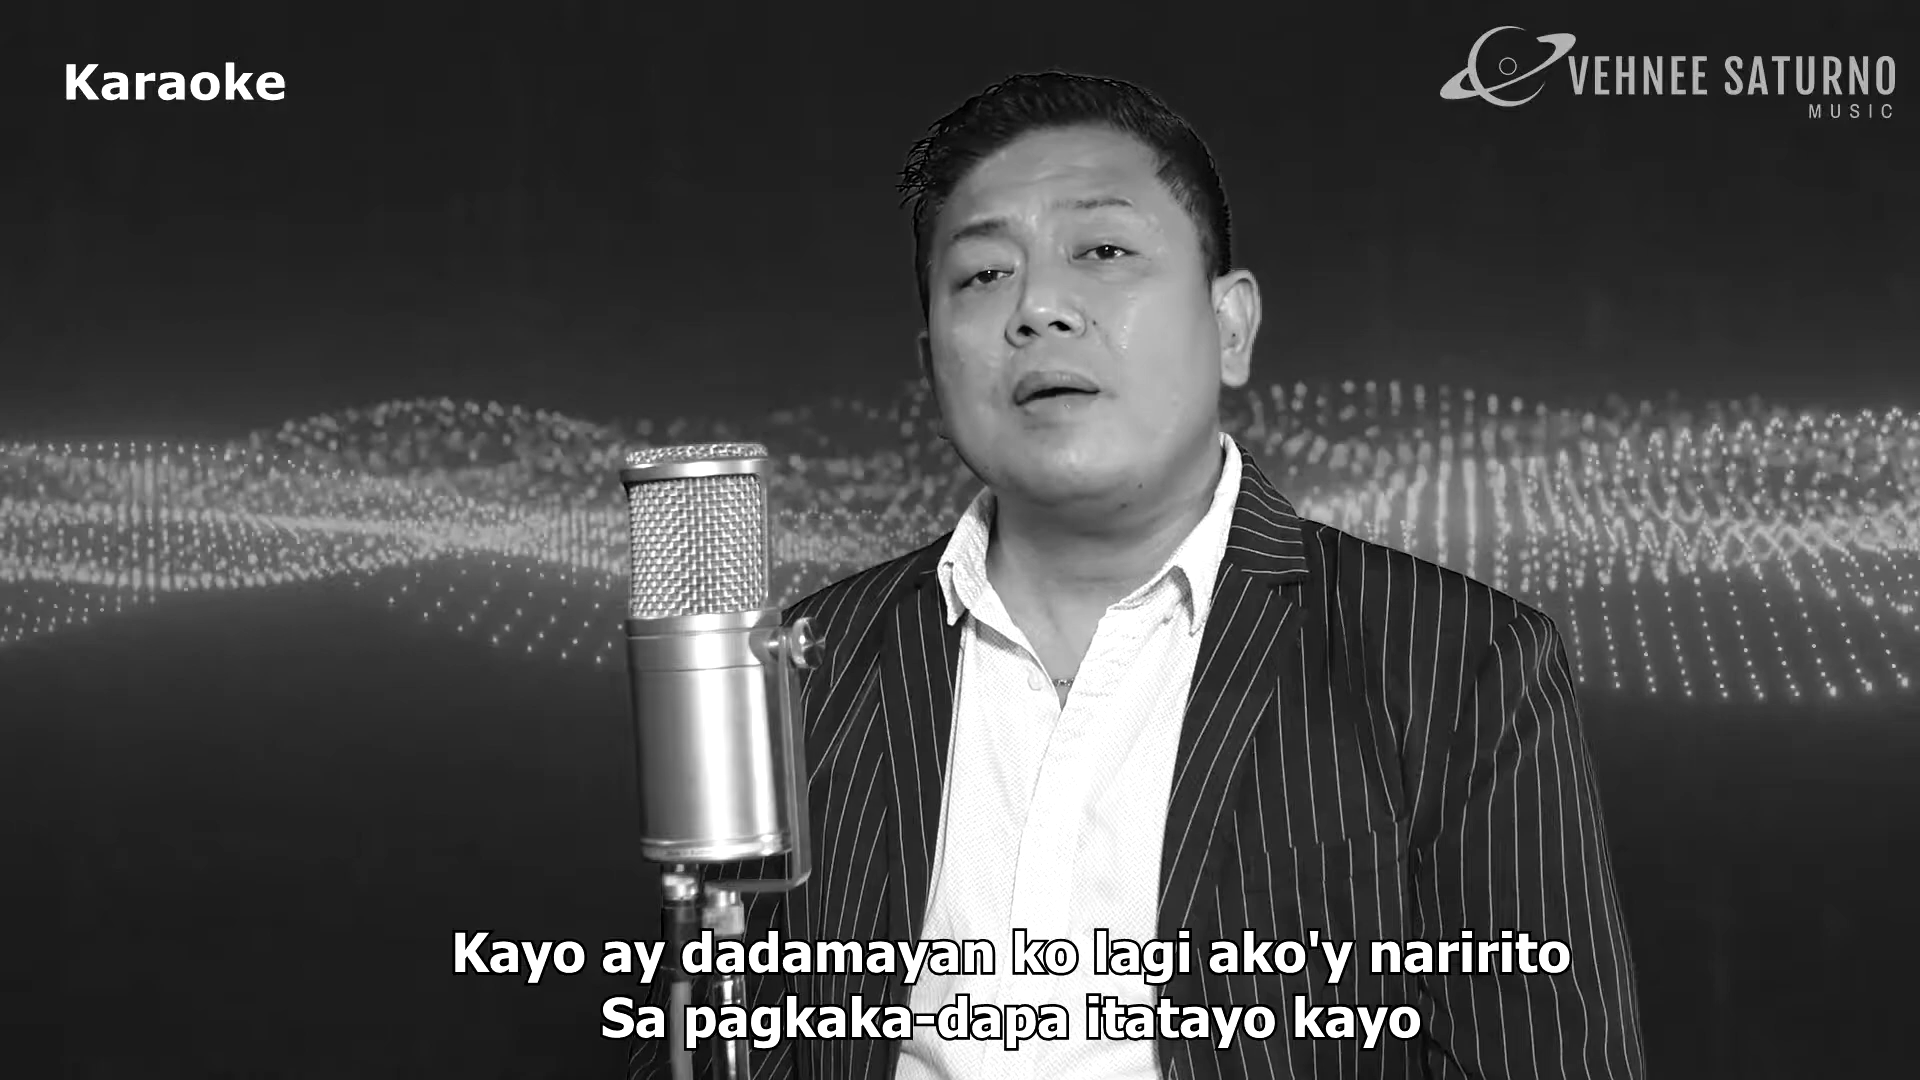 Karaoke
VEHNEE SATURNO
MUSIC
Kayo ay dadamayan ko lagi ako'y naririto
Sa pagkaka-dapa itatayo kayo